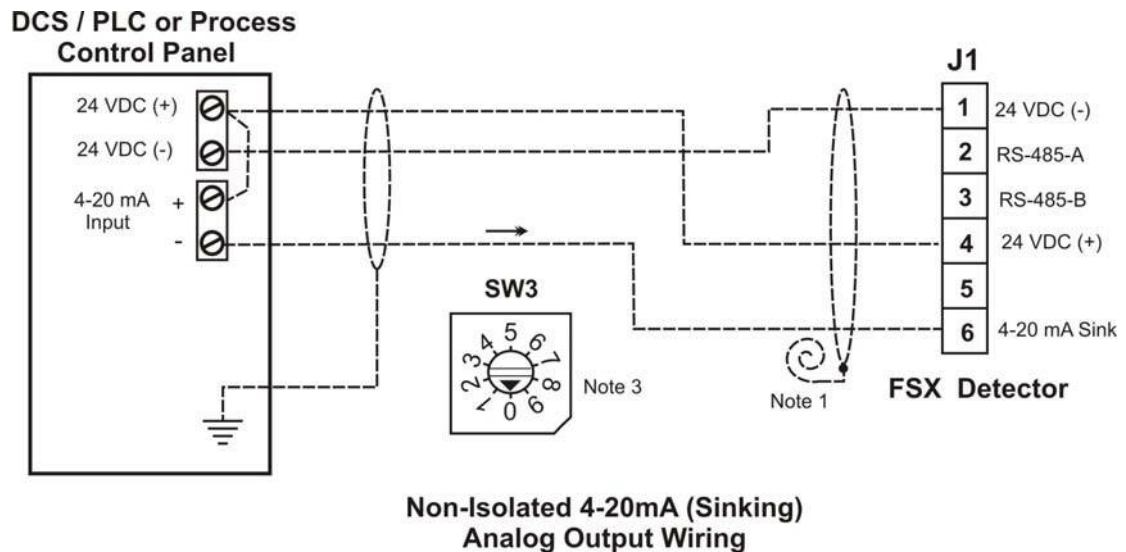 DCS / PLC or Process
Control Panel
24 VDC (+)
24 VDC (-)
4-20 mA
Input
+
-
SW3
0 1 2 3 4 5 6 7 8 9
Note 3
Note 1
J1
1 24 VDC (-)
2 RS-485-A
3 RS-485-B
4 24 VDC (+)
5
6 4-20 mA Sink
FSX Detector
Non-Isolated 4-20mA (Sinking)
Analog Output Wiring